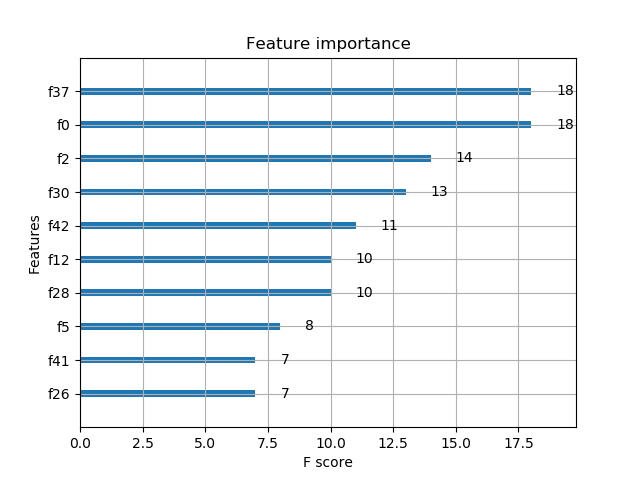 Feature importance
Features
f37 18
f0 18
f2 14
f30 13
f42 11
f12 10
f28 10
f5 8
f41 7
f26 7
0.0 2.5 5.0 7.5 10.0 12.5 15.0 17.5
F score